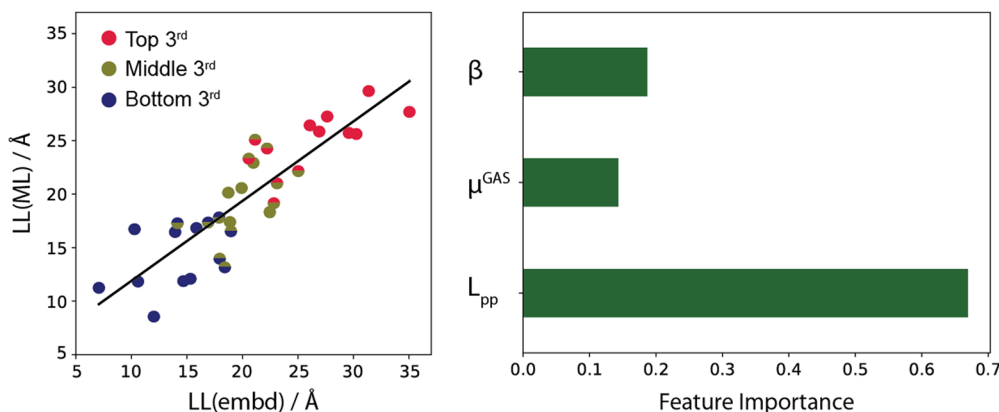 35
30
25
20
15
10
5
LL(ML) / Å
Top 3rd
Middle 3rd
Bottom 3rd
5 10 15 20 25 30 35
LL(embd) / Å
β
μGAS
Lpp
0.0 0.1 0.2 0.3 0.4 0.5 0.6 0.7
Feature Importance